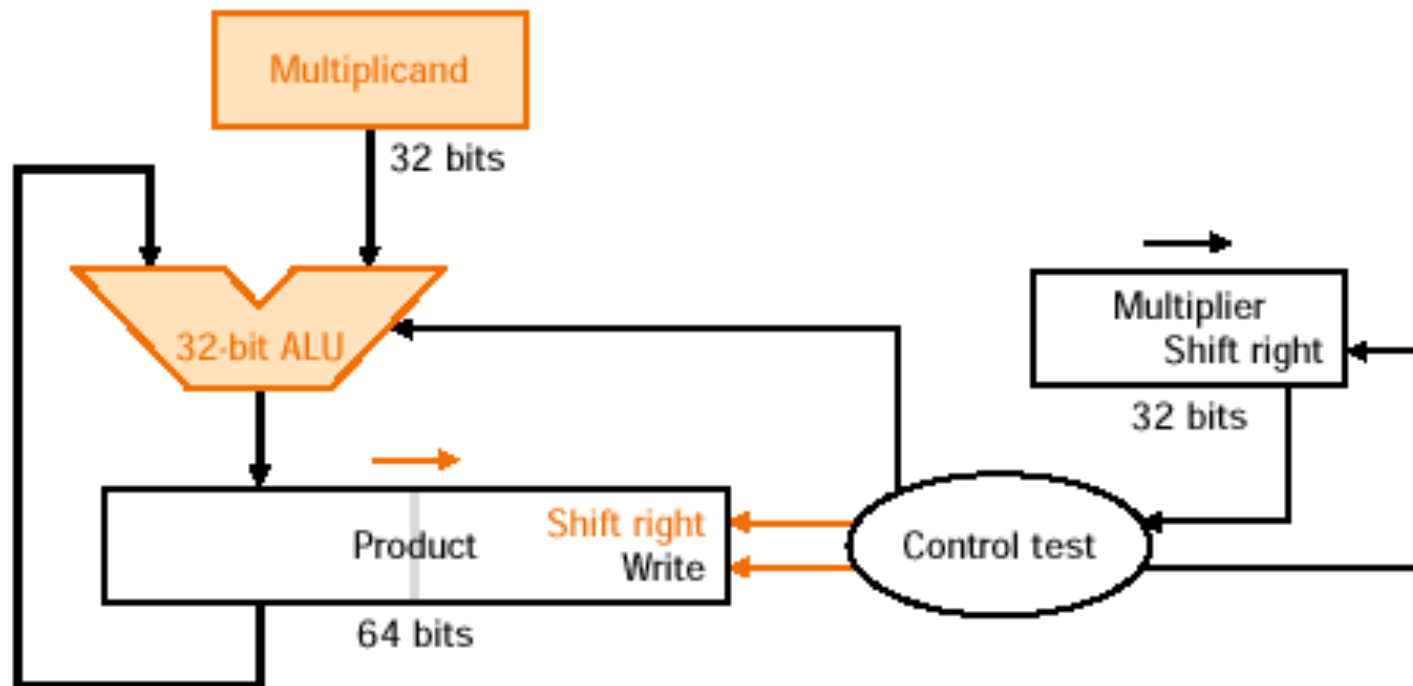 Multiplicand
32 bits
32-bit ALU
Multiplier
Shift right
32 bits
Product
Shift right
Write
64 bits
Control test